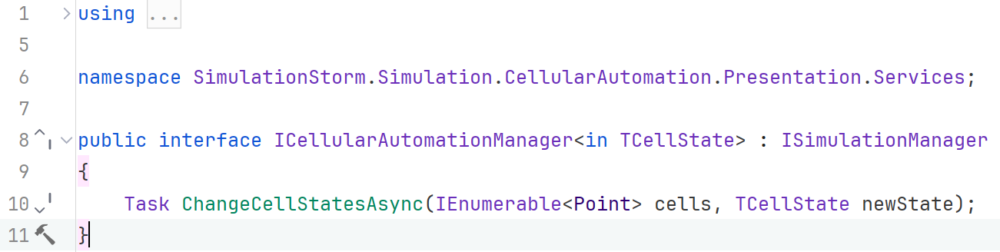 1 using ...
5
6 namespace SimulationStorm.Simulation.CellularAutomation.Presentation.Services;
7
8 public interface ICellularAutomationManager<in TCellState> : ISimulationManager
9 {
10 Task ChangeCellStatesAsync(IEnumerable<Point> cells, TCellState newState);
11 }